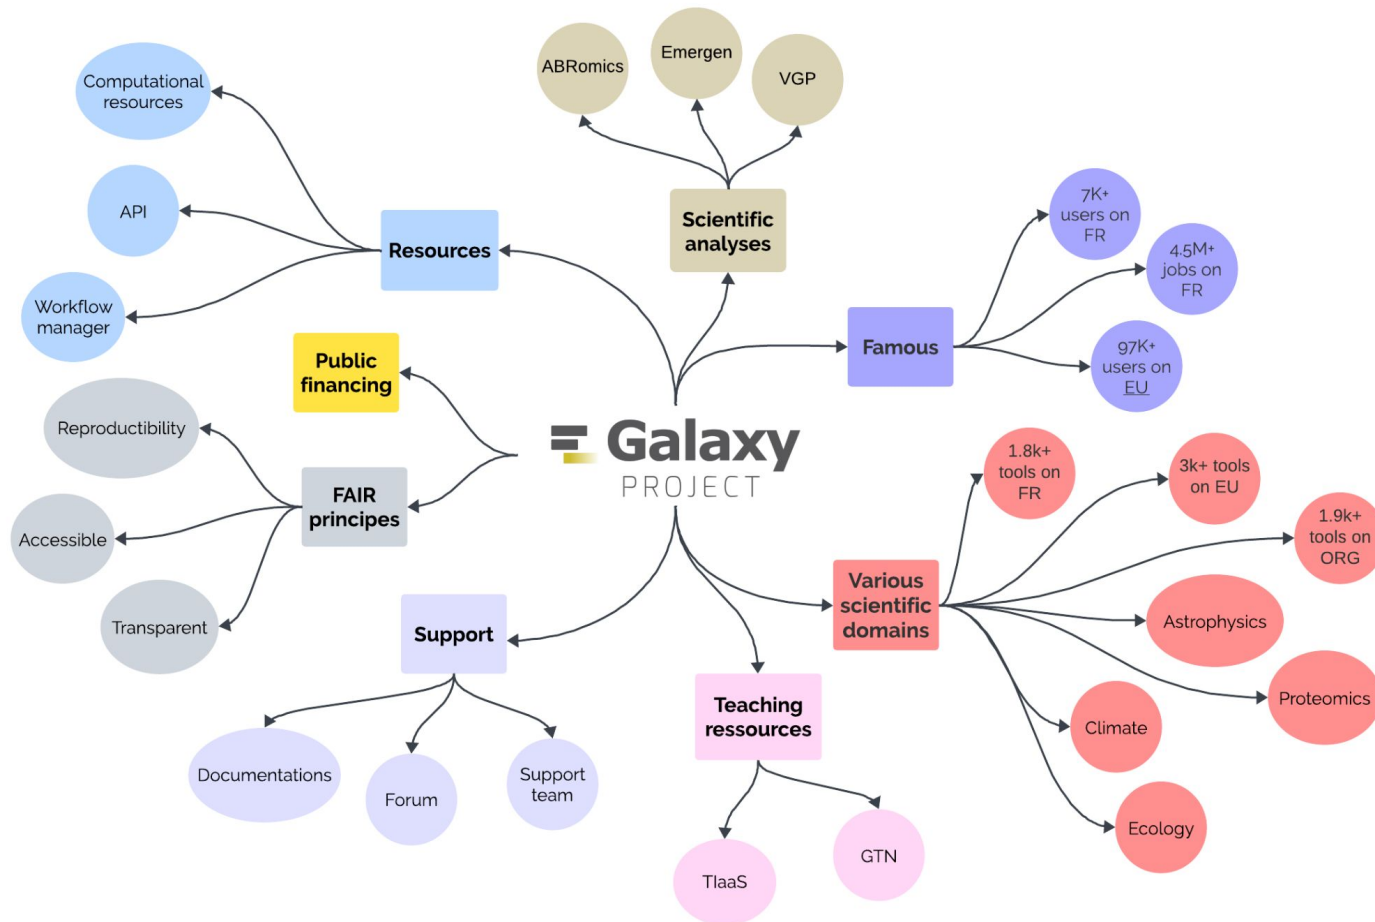 ABRomics
Emergen
VGP
Scientific
analyses
Computational
resources
API
Workflow
manager
Resources
Public
financing
Reproductibility
Accessible
Transparent
FAIR
principes
Galaxy
PROJECT
7K+
users on
FR
4.5M+
jobs on
FR
97K+
users on
EU
Famous
1.8k+
tools on
FR
3k+ tools
on EU
1.9k+
tools on
ORG
Various
scientific
domains
Astrophysics
Proteomics
Climate
Ecology
Support
Documentations
Forum
Support
team
Teaching
ressources
TIaaS
GTN